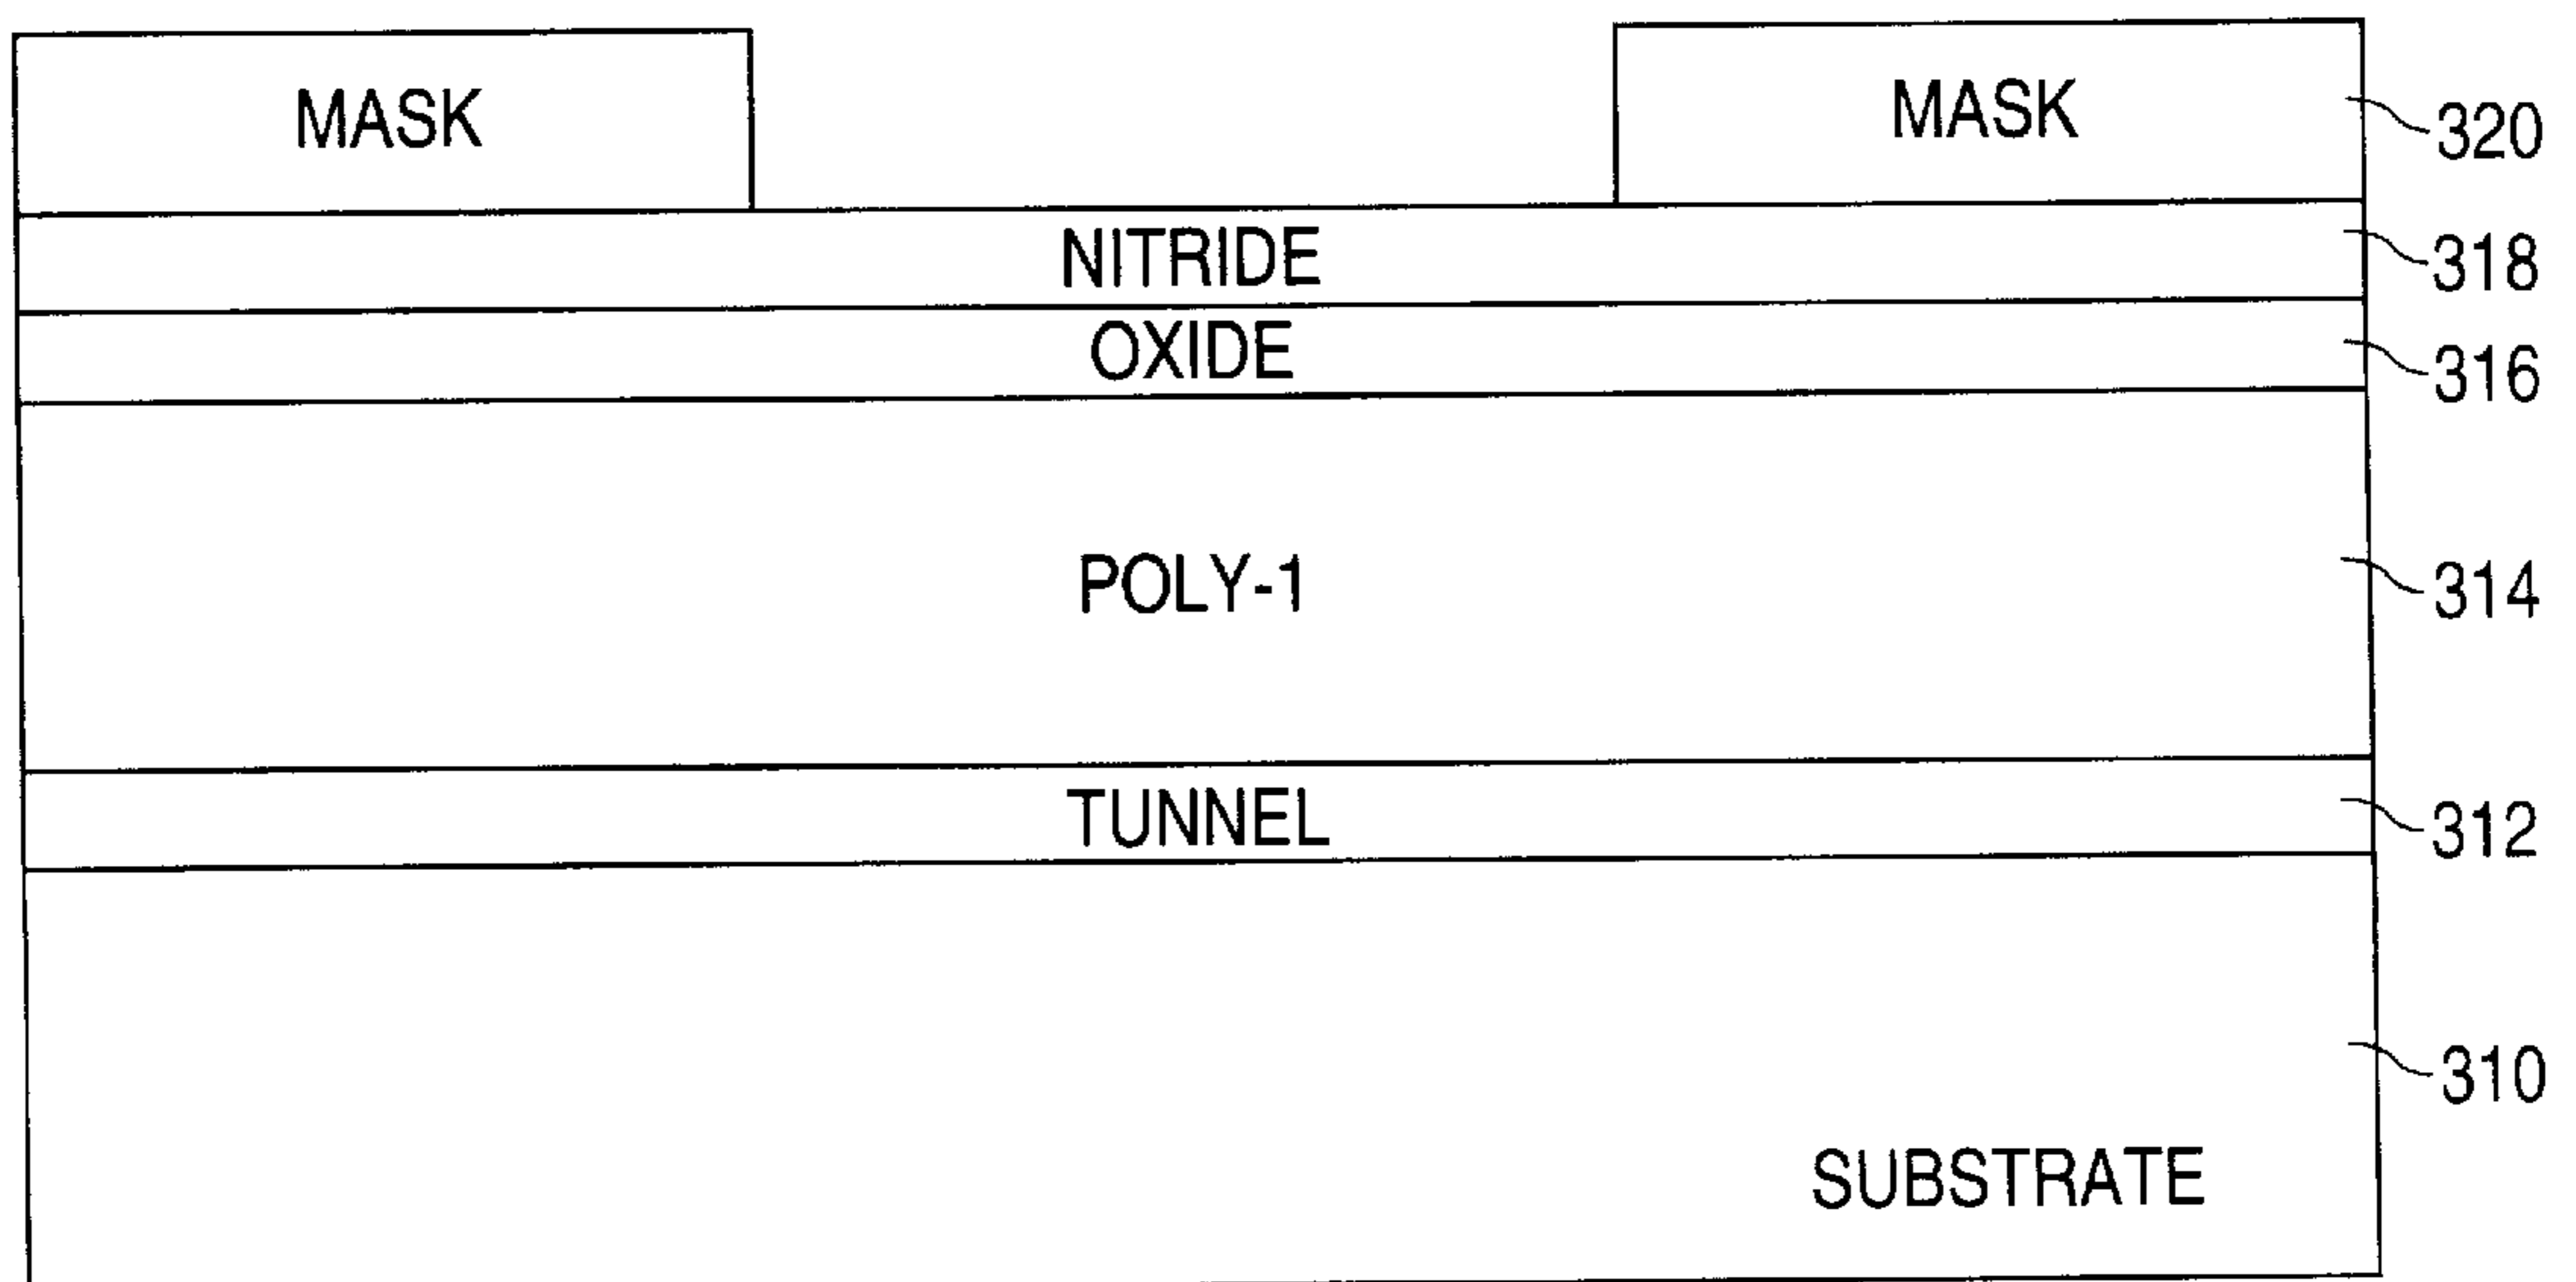 MASK
MASK
320
NITRIDE
318
OXIDE
316
POLY-1
314
TUNNEL
312
310
SUBSTRATE